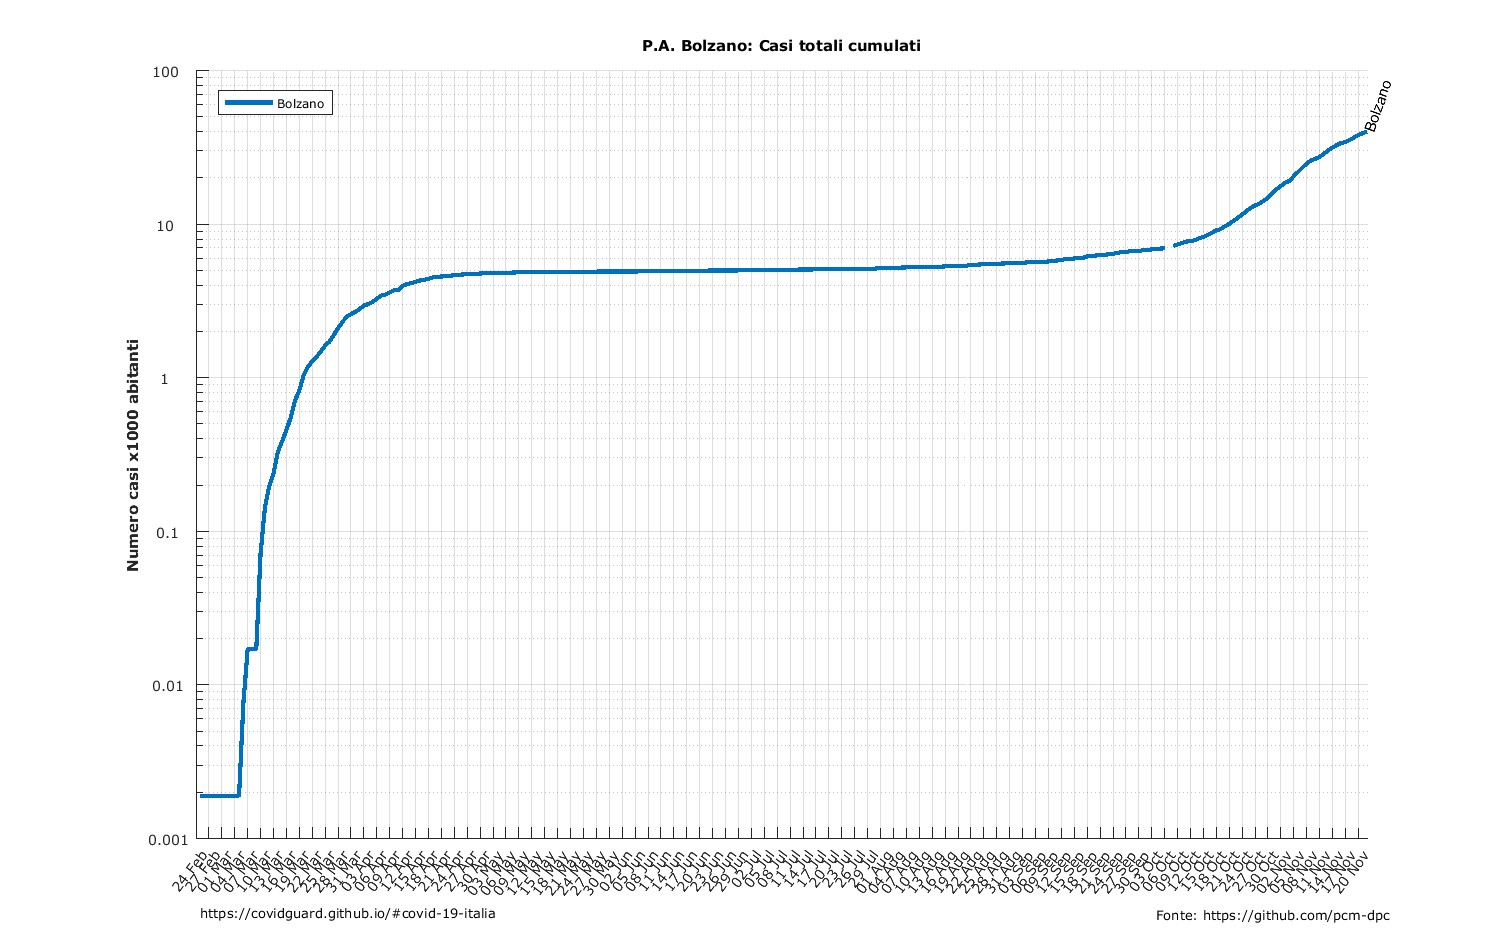 P.A. Bolzano: Casi totali cumulati
100
10
1
0.1
0.01
0.001
Numero casi x1000 abitanti
Bolzano
Bolzano
24 Feb
27 Feb
01 Mar
04 Mar
07 Mar
10 Mar
13 Mar
16 Mar
19 Mar
22 Mar
25 Mar
28 Mar
31 Mar
03 Apr
06 Apr
09 Apr
12 Apr
15 Apr
18 Apr
21 Apr
24 Apr
27 Apr
30 Apr
03 May
06 May
09 May
12 May
15 May
18 May
21 May
24 May
27 May
30 May
02 Jun
05 Jun
08 Jun
11 Jun
14 Jun
17 Jun
20 Jun
23 Jun
26 Jun
29 Jun
02 Jul
05 Jul
08 Jul
11 Jul
14 Jul
17 Jul
20 Jul
23 Jul
26 Jul
29 Jul
01 Aug
04 Aug
07 Aug
10 Aug
13 Aug
16 Aug
19 Aug
22 Aug
25 Aug
28 Aug
31 Aug
03 Sep
06 Sep
09 Sep
12 Sep
15 Sep
18 Sep
21 Sep
24 Sep
27 Sep
30 Sep
03 Oct
06 Oct
09 Oct
12 Oct
15 Oct
18 Oct
21 Oct
24 Oct
27 Oct
30 Oct
02 Nov
05 Nov
08 Nov
11 Nov
14 Nov
17 Nov
20 Nov
https://covidguard.github.io/#covid-19-italia
Fonte: https://github.com/pcm-dpc